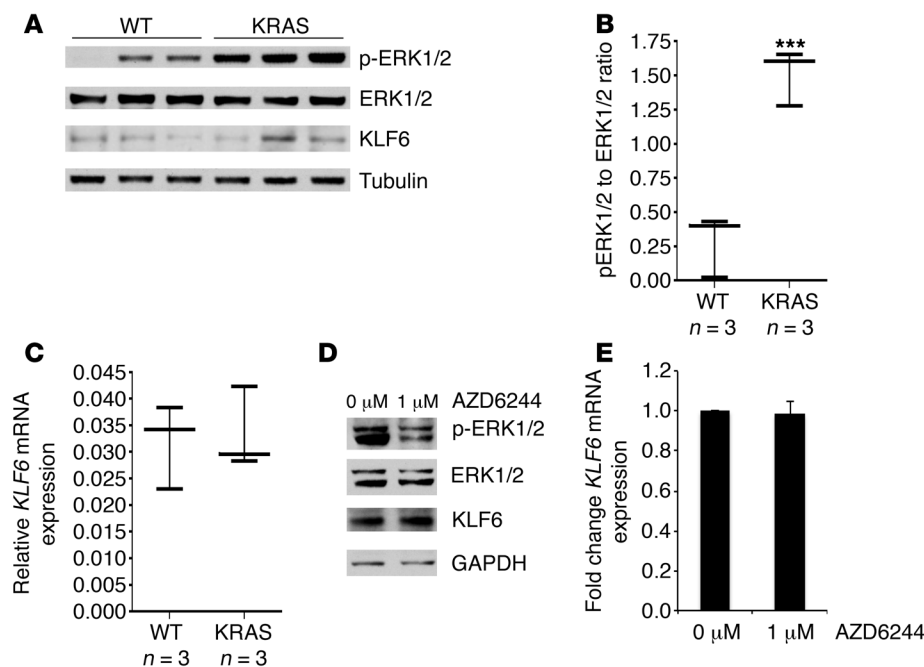 A
WT KRAS
p-ERK1/2
ERK1/2
KLF6
Tubulin
B
pERK1/2 to ERK1/2 ratio
1.75
1.50
1.25
1.00
0.75
0.50
0.25
0.00
***
WT KRAS
n = 3 n = 3
C
Relative KLF6 mRNA
expression
0.045
0.040
0.035
0.030
0.025
0.020
0.015
0.010
0.005
0.000
WT KRAS
n = 3 n = 3
D
0 μM 1 μM AZD6244
p-ERK1/2
ERK1/2
KLF6
GAPDH
E
Fold change KLF6 mRNA
expression
1.2
1.0
0.8
0.6
0.4
0.2
0.0
0 μM 1 μM AZD6244